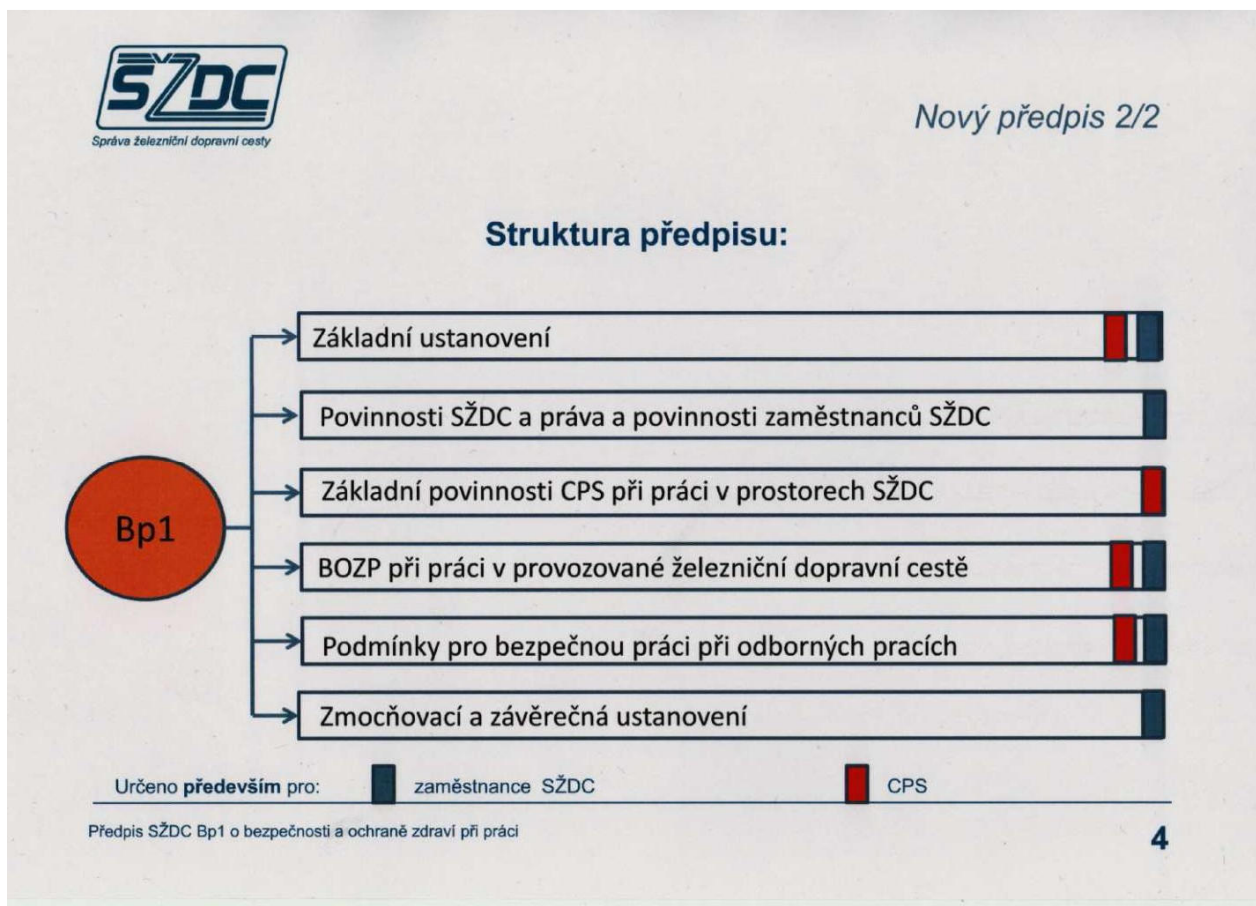 SŽDC
Správa železniční dopravní cesty
Nový předpis 2/2
Struktura předpisu:
Základní ustanovení
Povinnosti SŽDC a práva a povinnosti zaměstnanců SŽDC
Základní povinnosti CPS při práci v prostorech SŽDC
Bp1
BOZP při práci v provozované železniční dopravní cestě
Podmínky pro bezpečnou práci při odborných pracích
Zmocňovací a závěrečná ustanovení
Určeno především pro: zaměstnance SŽDC CPS
Předpis SŽDC Bp1 o bezpečnosti a ochraně zdraví při práci
4